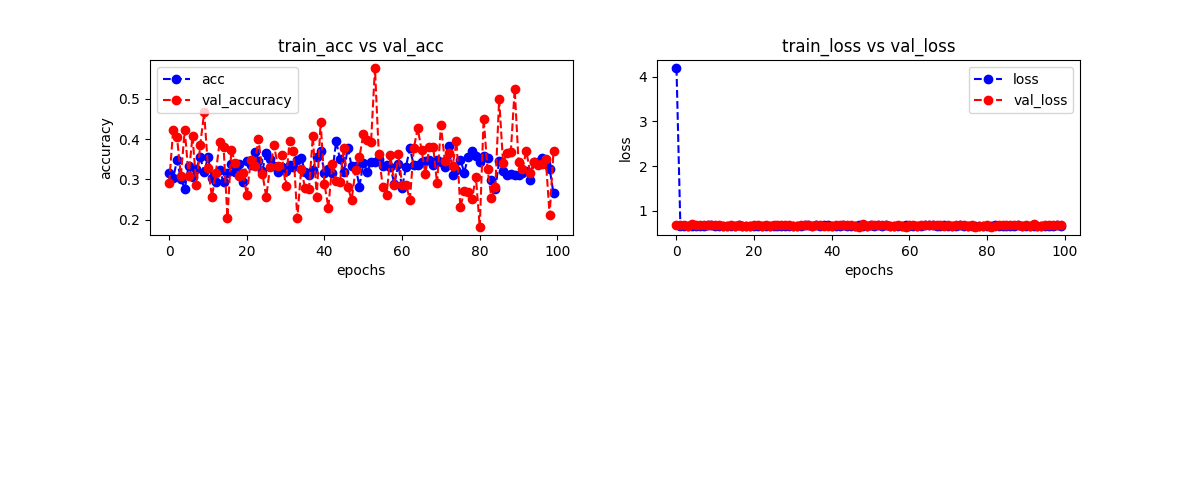 train_acc vs val_acc
acc
val_accuracy
accuracy
0.5
0.4
0.3
0.2
0
20
40
60
80
100
epochs
train_loss vs val_loss
loss
val_loss
loss
4
3
2
1
0
20
40
60
80
100
epochs